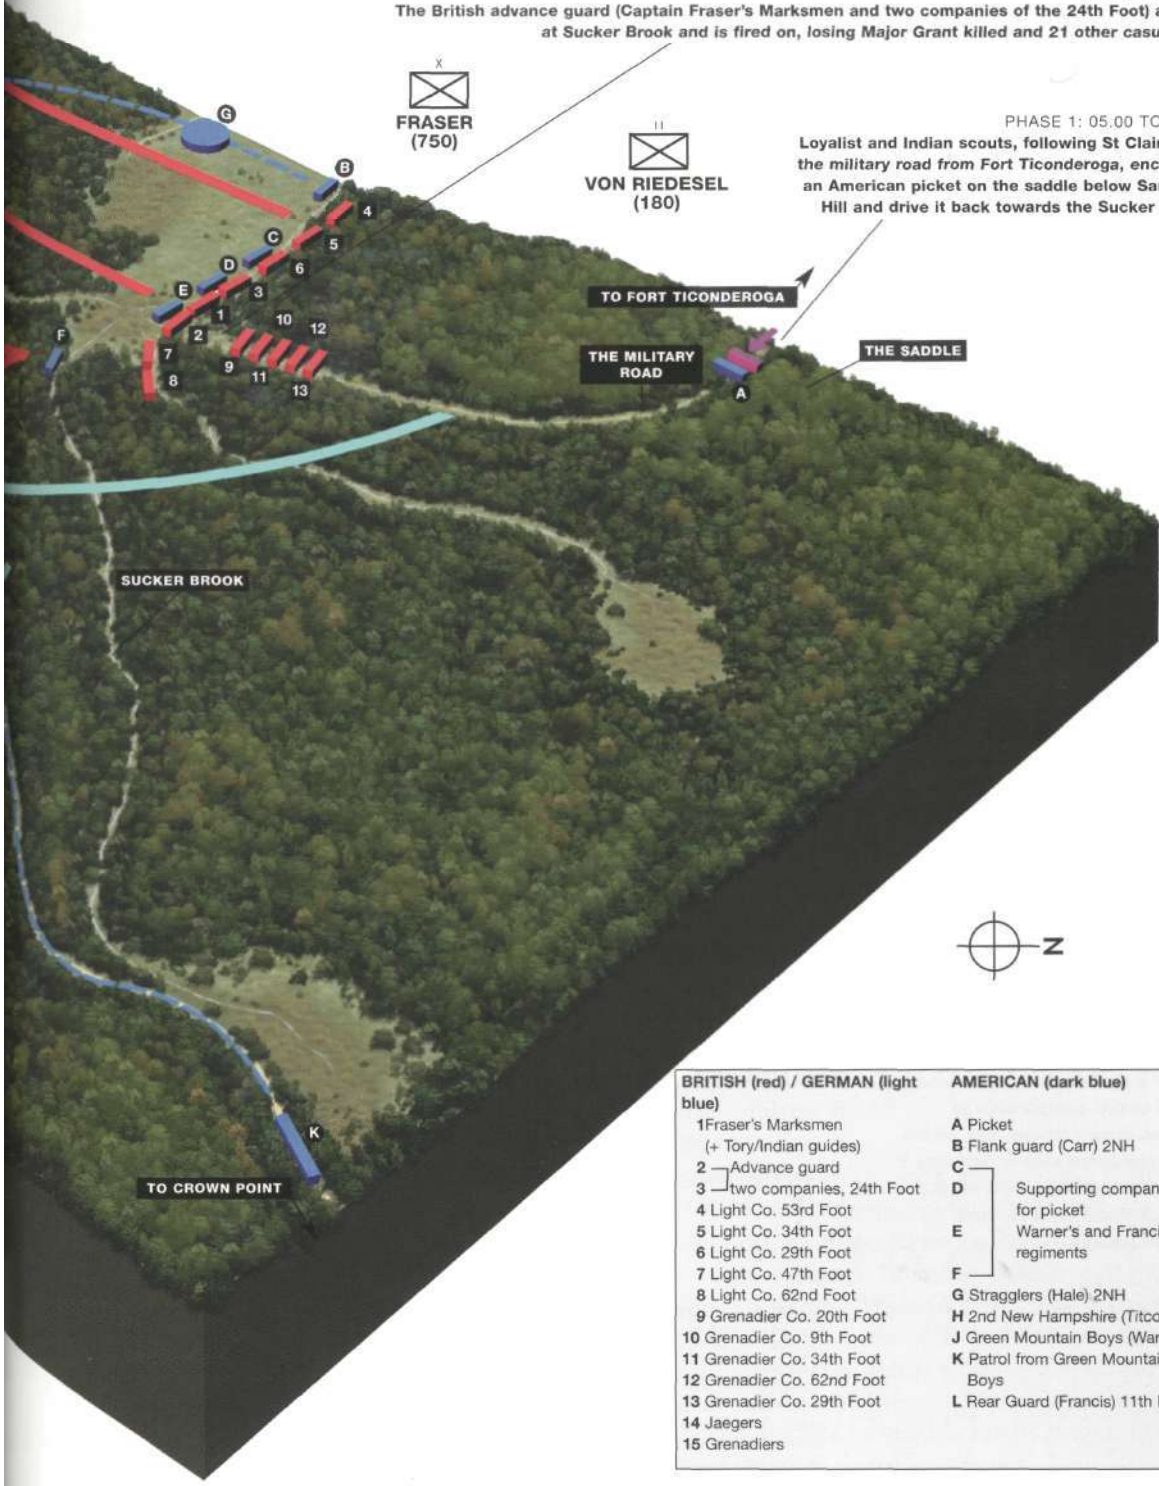 The British advance guard (Captain Fraser's Marksmen and two companies of the 24th Foot)
at Sucker Brook and is fired on, losing Major Grant killed and 21 other
X
FRASER
(750)
II
VON RIEDESEL
(180)
PHASE 1: 05.00 TO
Loyalist and Indian scouts, following St
the military road from Fort Ticonderoga,
an American picket on the saddle below
Hill and drive it back towards the Sucker
G
B
4
C
5
D
6
E
3
1
10
2
12
F
7
9
8
11
13
TO FORT TICONDEROGA
THE MILITARY
ROAD
THE SADDLE
A
SUCKER BROOK
N
K
TO CROWN POINT
BRITISH (red) / GERMAN (light
blue)
1 Fraser's Marksmen
(+ Tory/Indian guides)
2 Advance guard
3 two companies, 24th Foot
4 Light Co. 53rd Foot
5 Light Co. 34th Foot
6 Light Co. 29th Foot
7 Light Co. 47th Foot
8 Light Co. 62nd Foot
9 Grenadier Co. 20th Foot
10 Grenadier Co. 9th Foot
11 Grenadier Co. 34th Foot
12 Grenadier Co. 62nd Foot
13 Grenadier Co. 29th Foot
14 Jaegers
15 Grenadiers
AMERICAN (dark blue)
A Picket
B Flank guard (Carr) 2NH
C
D Supporting
for picket
E Warner's and
regiments
F
G Stragglers (Hale) 2NH
H 2nd New Hampshire
J Green Mountain Boys
K Patrol from Green
Boys
L Rear Guard (Francis) 11th